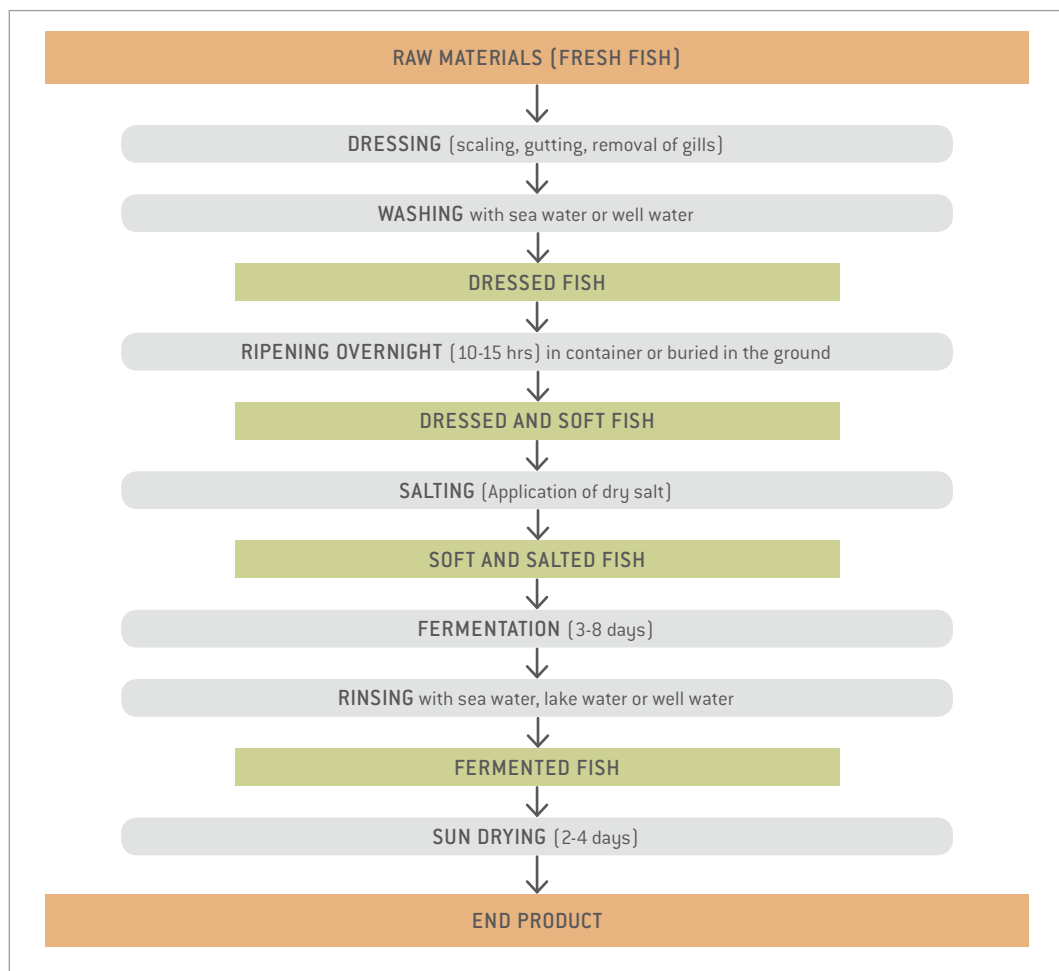 RAW MATERIALS (FRESH FISH)
DRESSING (scaling, gutting, removal of gills)
WASHING with sea water or well water
DRESSED FISH
RIPENING OVERNIGHT (10-15 hrs) in container or buried in the ground
DRESSED AND SOFT FISH
SALTING (Application of dry salt)
SOFT AND SALTED FISH
FERMENTATION (3-8 days)
RINSING with sea water, lake water or well water
FERMENTED FISH
SUN DRYING (2-4 days)
END PRODUCT